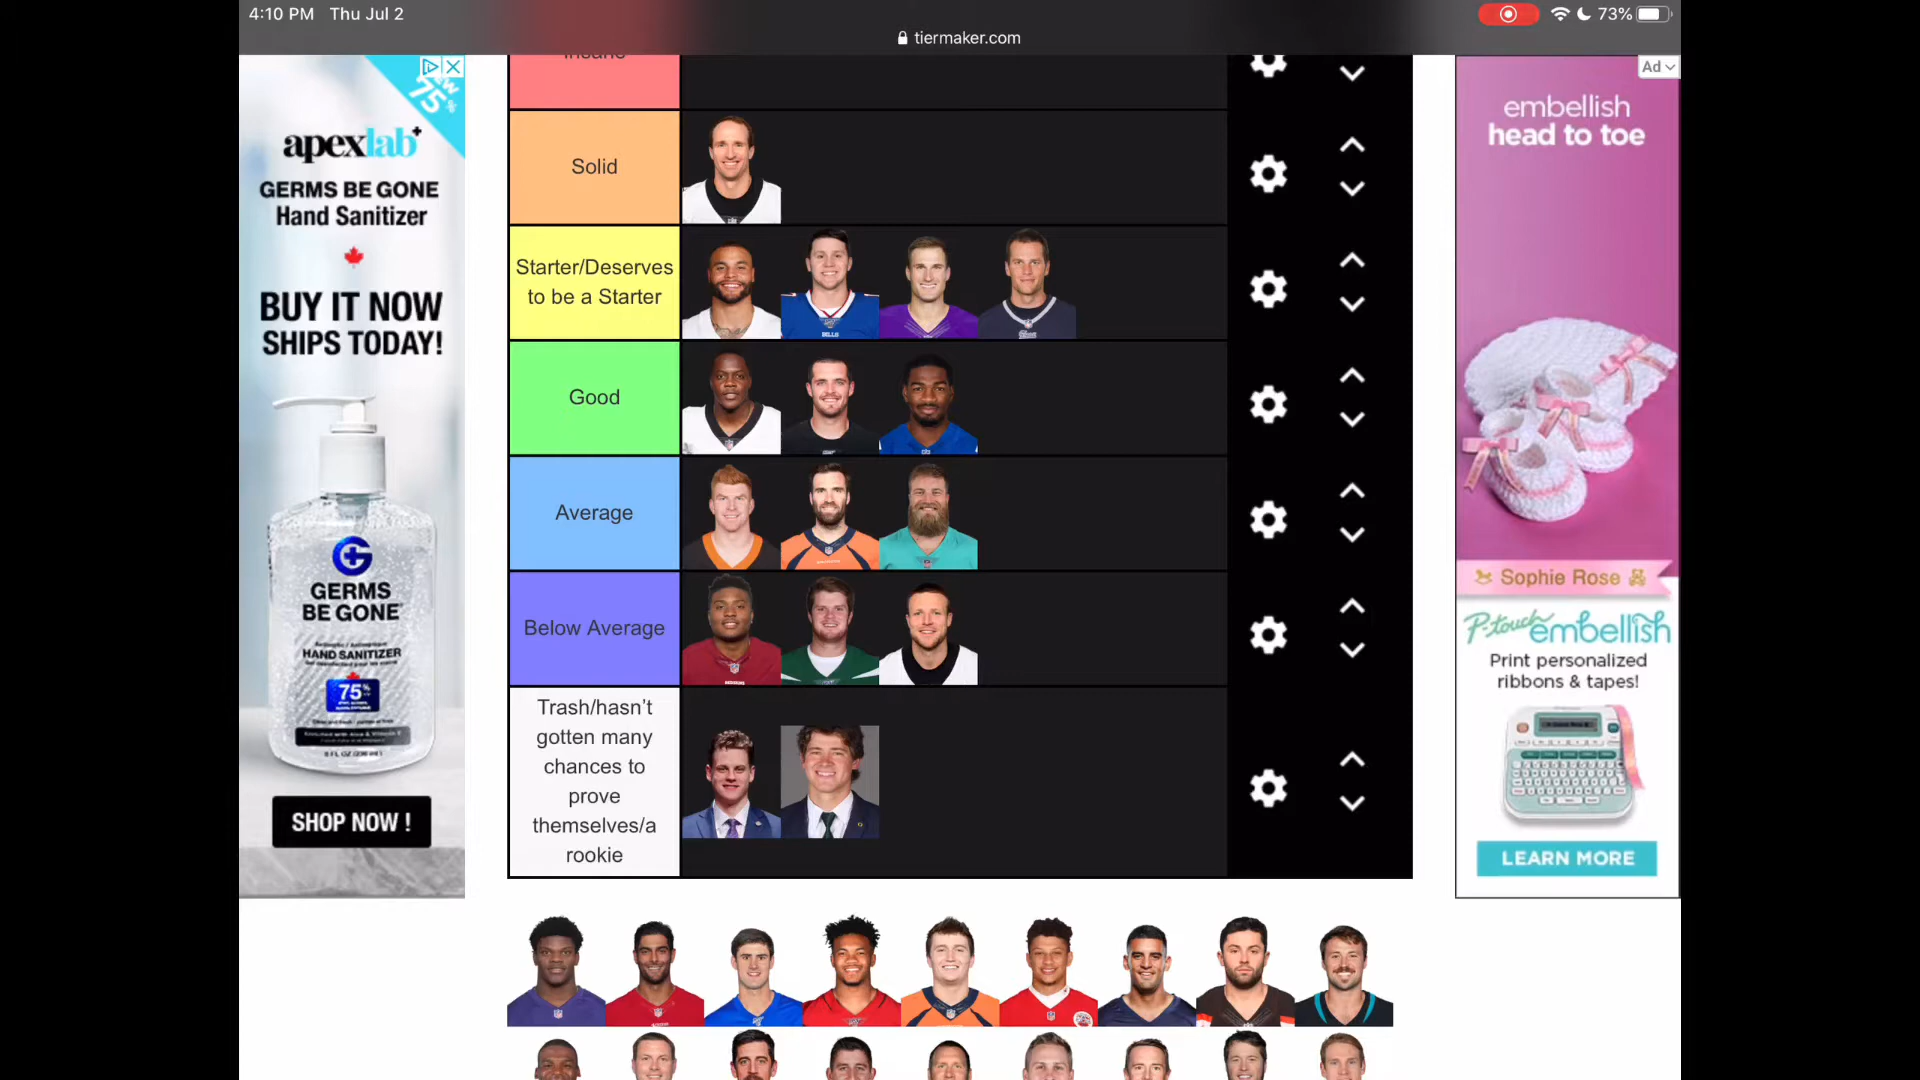 4:10 PM Thu Jul 2
73%
tiermaker.com
NEW
75%
apexlab+
GERMS BE GONE
Hand Sanitizer
BUY IT NOW
SHIPS TODAY!
GERMS
BE GONE
HAND SANITIZER
75%
SHOP NOW !
Insane
Solid
Starter/Deserves
to be a Starter
Good
Average
Below Average
Trash/hasn't
gotten many
chances to
prove
themselves/a
rookie
Ad
embellish
head to toe
Sophie Rose
P-touch embellish
Print personalized
ribbons & tapes!
LEARN MORE